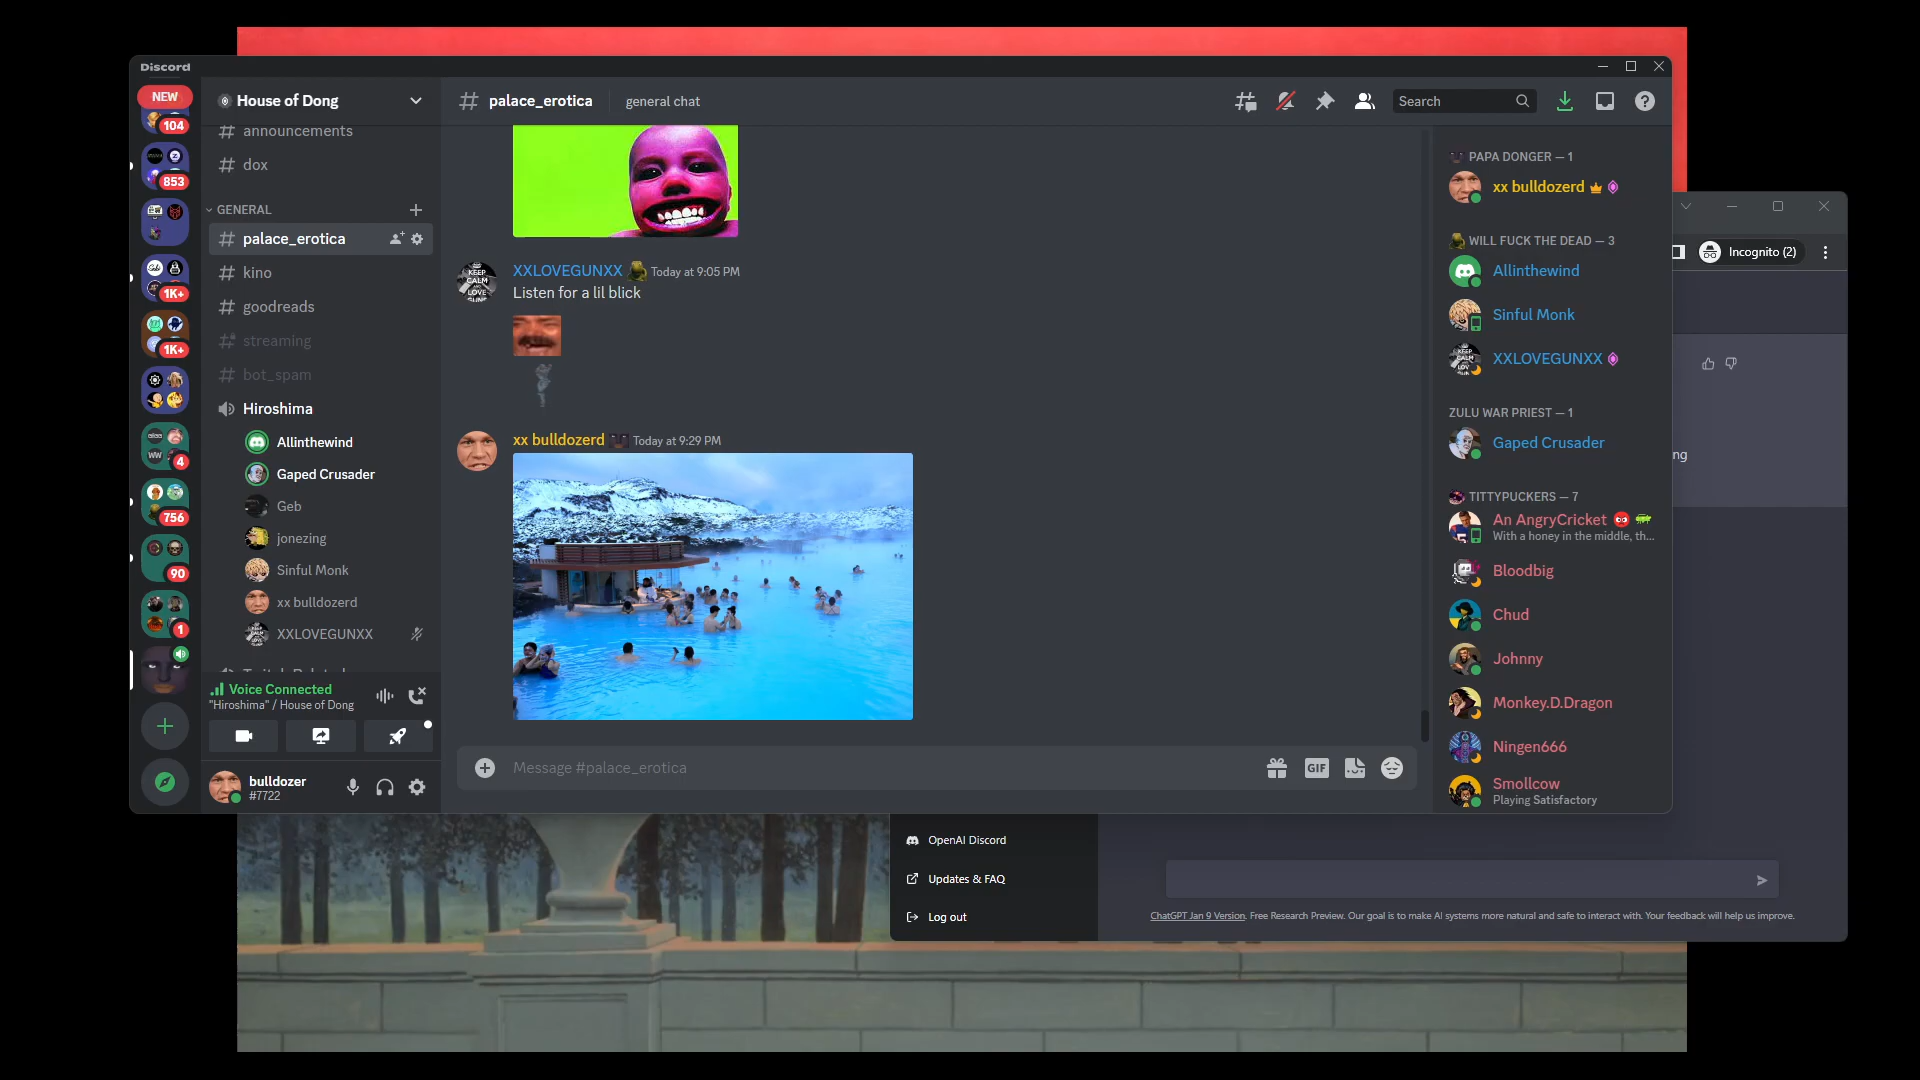 Discord
NEW
104
853
1K+
1K+
4
756
90
1
House of Dong
announcements
dox
GENERAL
palace_erotica
kino
goodreads
streaming
bot_spam
Hiroshima
Allinthewind
Gaped Crusader
Geb
jonezing
Sinful Monk
xx bulldozerd
XXLOVEGUNXX
Voice Connected
"Hiroshima" / House of Dong
bulldozer
#7722
palace_erotica
general chat
Search
XXLOVEGUNXX Today at 9:05 PM
Listen for a lil blick
xx bulldozerd Today at 9:29 PM
Message #palace_erotica
GIF
PAPA DONGER — 1
xx bulldozerd
WILL FUCK THE DEAD — 3
Allinthewind
Sinful Monk
XXLOVEGUNXX
ZULU WAR PRIEST — 1
Gaped Crusader
TITTYPUCKERS — 7
An AngryCricket
With a honey in the middle, th...
Bloodbig
Chud
Johnny
Monkey.D.Dragon
Ningen666
Smollcow
Playing Satisfactory
Incognito (2)
ng
OpenAI Discord
Updates & FAQ
Log out
ChatGPT Jan 9 Version. Free Research Preview. Our goal is to make AI systems more natural and safe to interact with. Your feedback will help us improve.